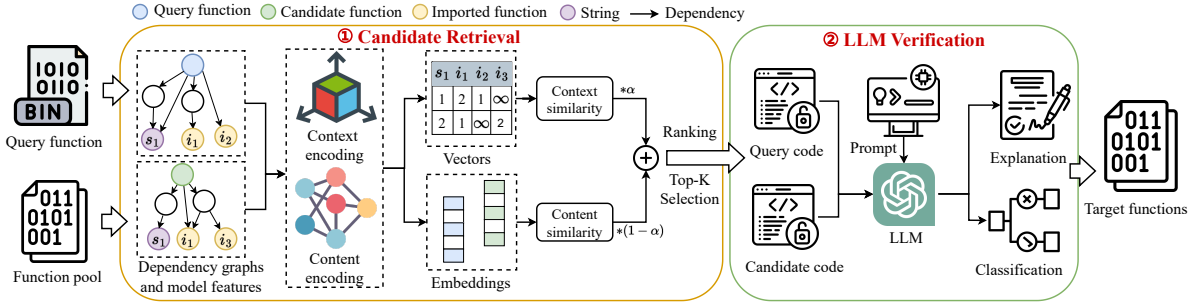 Query function
Candidate function
Imported function
String
Dependency
① Candidate Retrieval
② LLM Verification
1010
0110
BIN
Query function
011
0101
001
Function pool
s₁
i₁
i₂
s₁
i₁
i₃
Dependency graphs
and model features
Context
encoding
Content
encoding
s₁ i₁ i₂ i₃
1 2 1 ∞
2 1 ∞ 2
Vectors
Embeddings
Context
similarity
Content
similarity
*α
*(1−α)
Ranking
Top-K
Selection
Query code
Candidate code
Prompt
LLM
Explanation
Classification
011
0101
001
Target functions